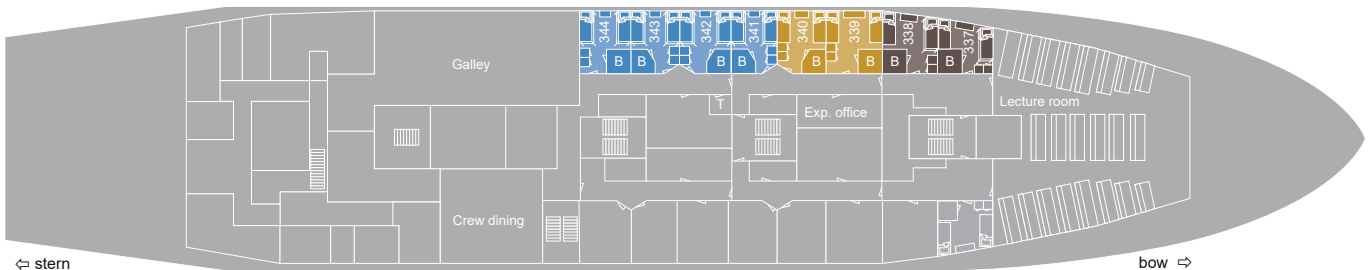 344
343
342
341
340
339
338
337
B
B
B
B
B
B
B
B
Galley
T
Exp. office
Lecture room
Crew dining
⇦ stern
bow ⇨